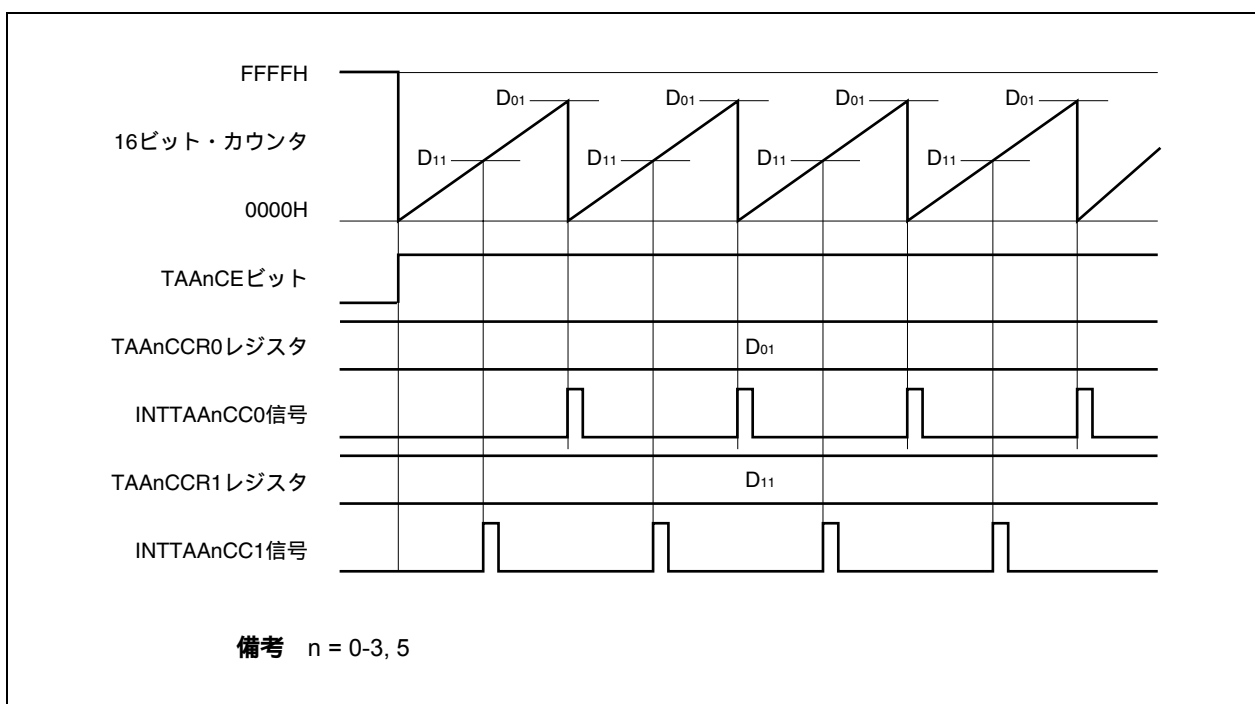 FFFFH
D01 D01 D01 D01
16ビット・カウンタ
D11 D11 D11 D11
0000H
TAAnCEビット
TAAnCCR0レジスタ D01
INTTAAnCC0信号
TAAnCCR1レジスタ D11
INTTAAnCC1信号
備考 n = 0-3, 5